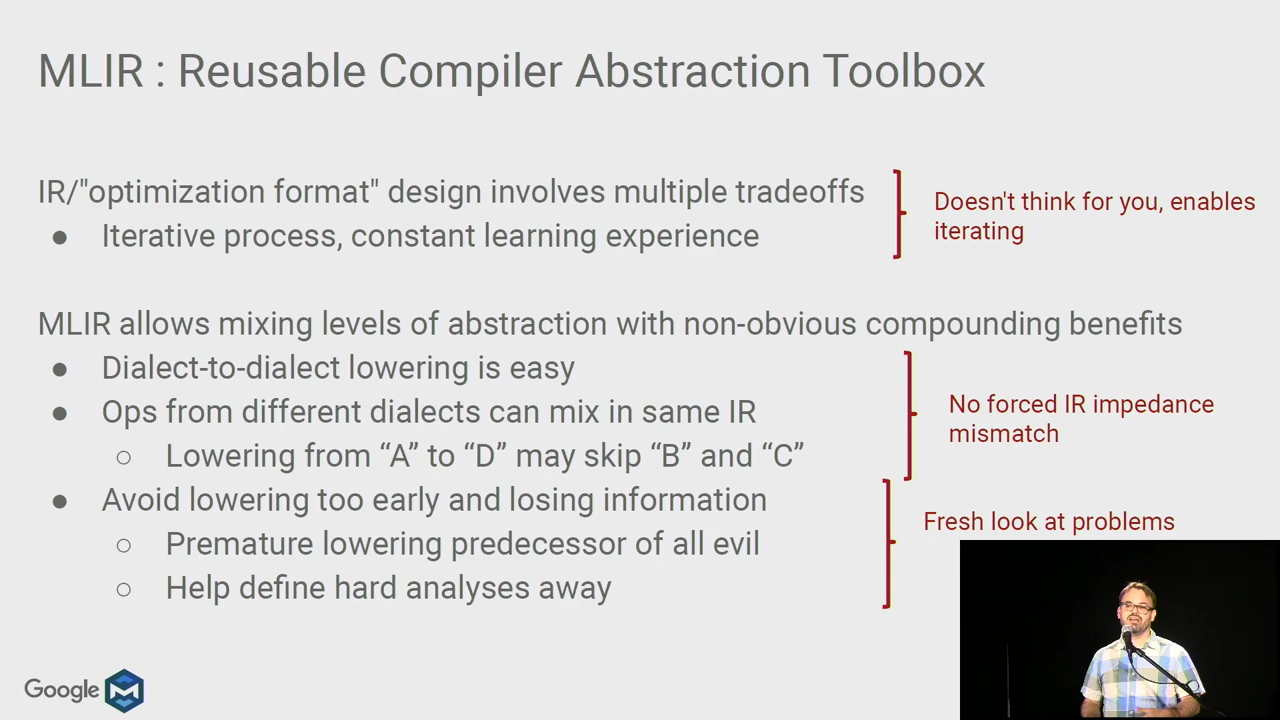 MLIR : Reusable Compiler Abstraction Toolbox
IR/"optimization format" design involves multiple tradeoffs
● Iterative process, constant learning experience
Doesn't think for you, enables
iterating
MLIR allows mixing levels of abstraction with non-obvious compounding benefits
● Dialect-to-dialect lowering is easy
● Ops from different dialects can mix in same IR
○ Lowering from “A” to “D” may skip “B” and “C”
No forced IR impedance
mismatch
● Avoid lowering too early and losing information
○ Premature lowering predecessor of all evil
○ Help define hard analyses away
Fresh look at problems
Google